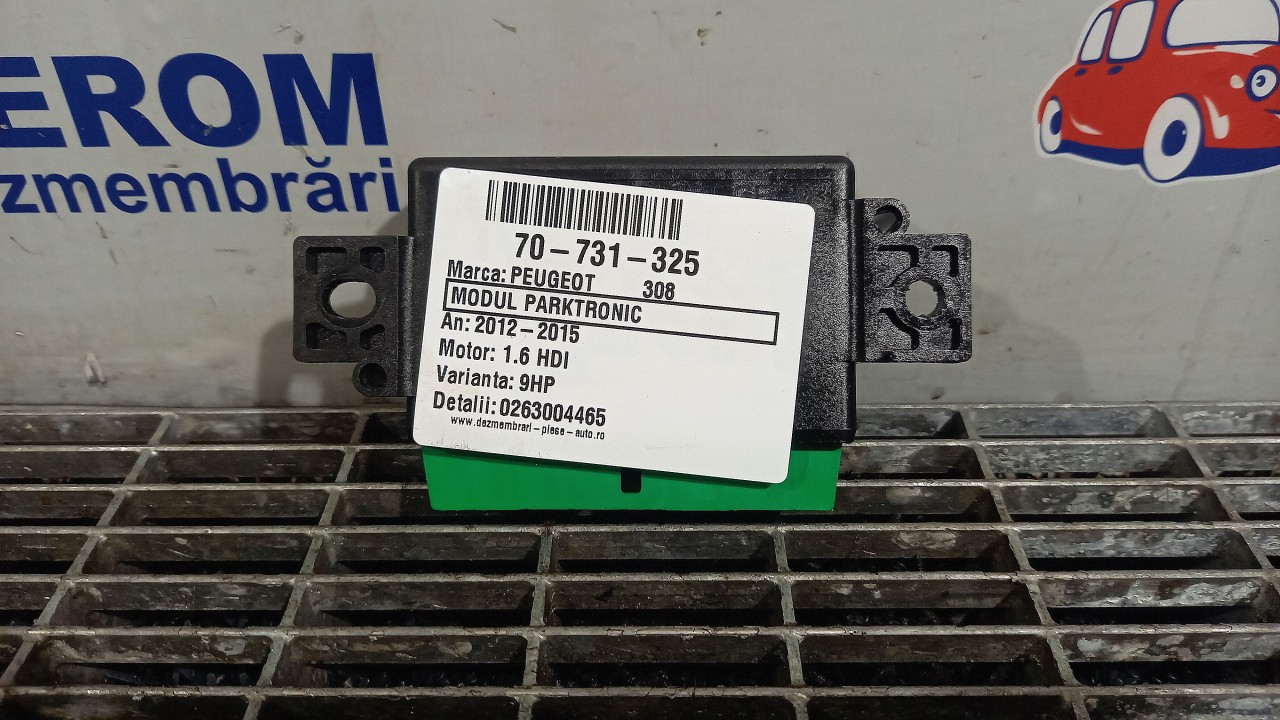 EROM
zmembrări
70-731-325
Marca: PEUGEOT 308
MODUL PARKTRONIC
An: 2012-2015
Motor: 1.6 HDI
Varianta: 9HP
Detalii: 0263004465
www.dezmembrari-piese-auto.ro